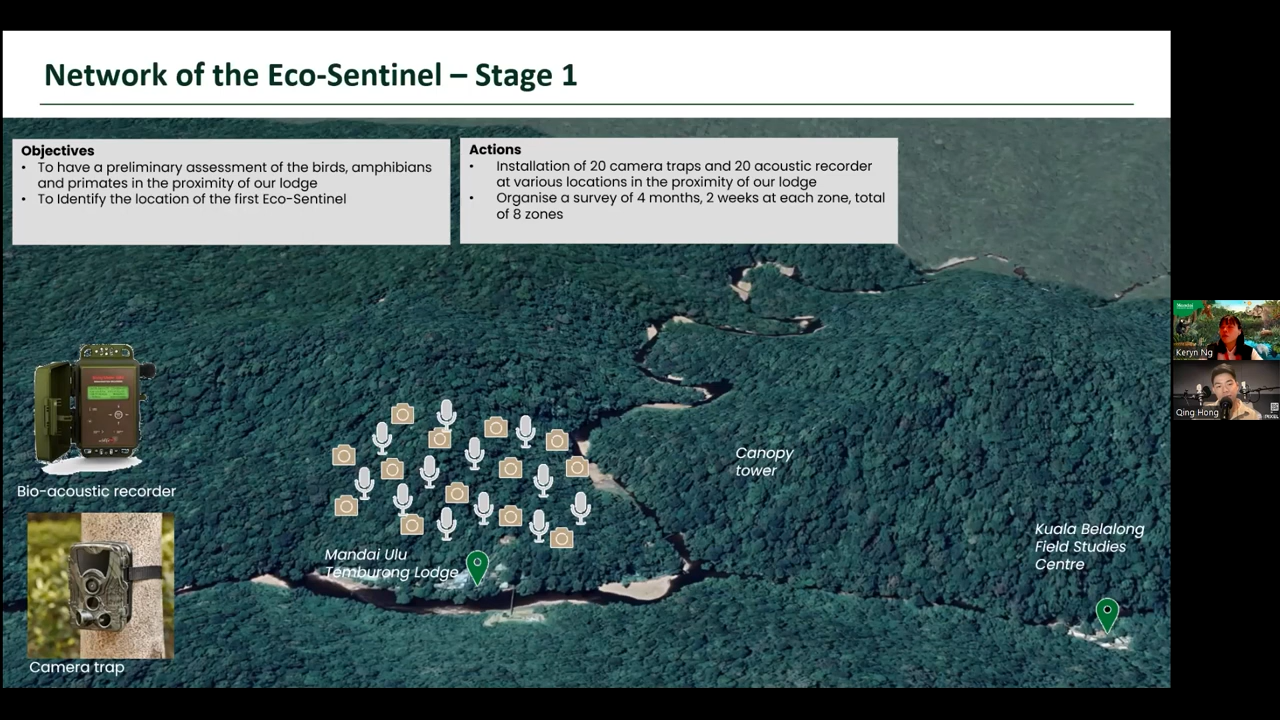 Network of the Eco-Sentinel – Stage 1
Objectives
• To have a preliminary assessment of the birds, amphibians
and primates in the proximity of our lodge
• To Identify the location of the first Eco-Sentinel
Actions
• Installation of 20 camera traps and 20 acoustic recorder
at various locations in the proximity of our lodge
• Organise a survey of 4 months, 2 weeks at each zone, total
of 8 zones
Bio-acoustic recorder
Camera trap
Mandai Ulu
Temburong Lodge
Canopy
tower
Kuala Belalong
Field Studies
Centre
Mandai
Keryn Ng
Qing Hong